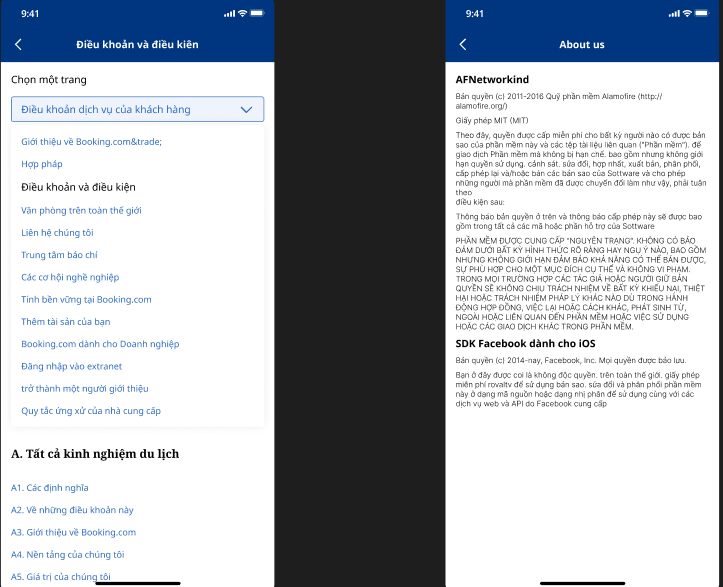 9:41
Điều khoản và điều kiên
Chọn một trang
Điều khoản dịch vụ của khách hàng
Giới thiệu về Booking.com&trade;
Hợp pháp
Điều khoản và điều kiện
Văn phòng trên toàn thế giới
Liên hệ chúng tôi
Trung tâm báo chí
Các cơ hội nghề nghiệp
Tính bền vững tại Booking.com
Thêm tài sản của bạn
Booking.com dành cho Doanh nghiệp
Đăng nhập vào extranet
trở thành một người giới thiệu
Quy tắc ứng xử của nhà cung cấp
A. Tất cả kinh nghiệm du lịch
A1. Các định nghĩa
A2. Về những điều khoản này
A3. Giới thiệu về Booking.com
A4. Nền tảng của chúng tôi
A5. Giá trị của chúng tôi
9:41
About us
AFNetworkind
Bản quyền (c) 2011-2016 Quỹ phần mềm Alamofire (http://
alamofire.org/)
Giấy phép MIT (MIT)
Theo đây, quyền được cấp miễn phí cho bất kỳ người nào có được bản
sao của phần mềm này và các tệp tài liệu liên quan ("Phần mềm"). để
giao dịch Phần mềm mà không bị hạn chế. bao gồm nhưng không giới
hạn quyền sử dụng. cảnh sát. sửa đổi, hợp nhất, xuất bản, phân phối,
cấp phép lại và/hoặc bán các bản sao của Sottware và cho phép
những người mà phần mềm đã được chuyển đổi làm như vậy, phải tuân
theo
điều kiện sau:
Thông báo bản quyền ở trên và thông báo cấp phép này sẽ được bao
gồm trong tất cả các mã hoặc phần hỗ trợ của Sottware
PHẦN MỀM ĐƯỢC CUNG CẤP "NGUYÊN TRẠNG". KHÔNG CÓ BẢO
ĐẢM DƯỚI BẤT KỲ HÌNH THỨC RÕ RÀNG HAY NGỤ Ý NÀO, BAO GỒM
NHƯNG KHÔNG GIỚI HẠN ĐẢM BẢO KHẢ NĂNG CÓ THỂ BÁN ĐƯỢC,
SỰ PHÙ HỢP CHO MỘT MỤC ĐÍCH CỤ THỂ VÀ KHÔNG VI PHẠM.
TRONG MỌI TRƯỜNG HỢP CÁC TÁC GIẢ HOẶC NGƯỜI GIỮ BẢN
QUYỀN SẼ KHÔNG CHỊU TRÁCH NHIỆM VỀ BẤT KỲ KHIẾU NẠI, THIỆT
HẠI HOẶC TRÁCH NHIỆM PHÁP LÝ KHÁC NÀO DÙ TRONG HÀNH
ĐỘNG HỢP ĐỒNG, VIỆC LẠI HOẶC CÁCH KHÁC, PHÁT SINH TỪ,
NGOÀI HOẶC LIÊN QUAN ĐẾN PHẦN MỀM HOẶC VIỆC SỬ DỤNG
HOẶC CÁC GIAO DỊCH KHÁC TRONG PHẦN MỀM.
SDK Facebook dành cho iOS
Bản quyền (c) 2014-nay, Facebook, Inc. Mọi quyền được bảo lưu.
Bạn ở đây được coi là không độc quyền. trên toàn thế giới. giấy phép
miễn phí rovaltv để sử dụng bản sao. sửa đổi và phân phối phần mềm
này ở dạng mã nguồn hoặc dạng nhị phân để sử dụng cùng với các
dịch vụ web và API do Facebook cung cấp